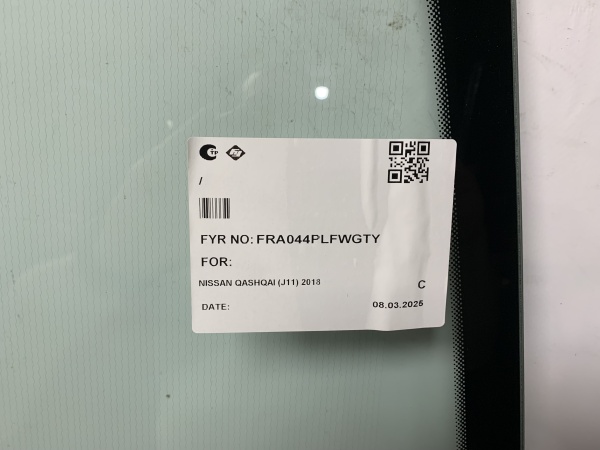 /
FYR NO: FRA044PLFWGTY
FOR:
NISSAN QASHQAI (J11) 2018
C
DATE: 08.03.2025